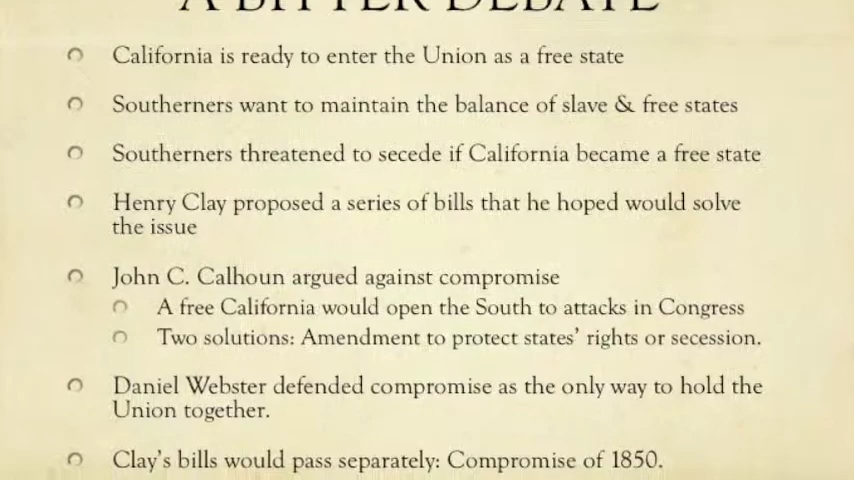 A BITTER DEBATE
California is ready to enter the Union as a free state
Southerners want to maintain the balance of slave & free states
Southerners threatened to secede if California became a free state
Henry Clay proposed a series of bills that he hoped would solve
the issue
John C. Calhoun argued against compromise
A free California would open the South to attacks in Congress
Two solutions: Amendment to protect states’ rights or secession.
Daniel Webster defended compromise as the only way to hold the
Union together.
Clay’s bills would pass separately: Compromise of 1850.